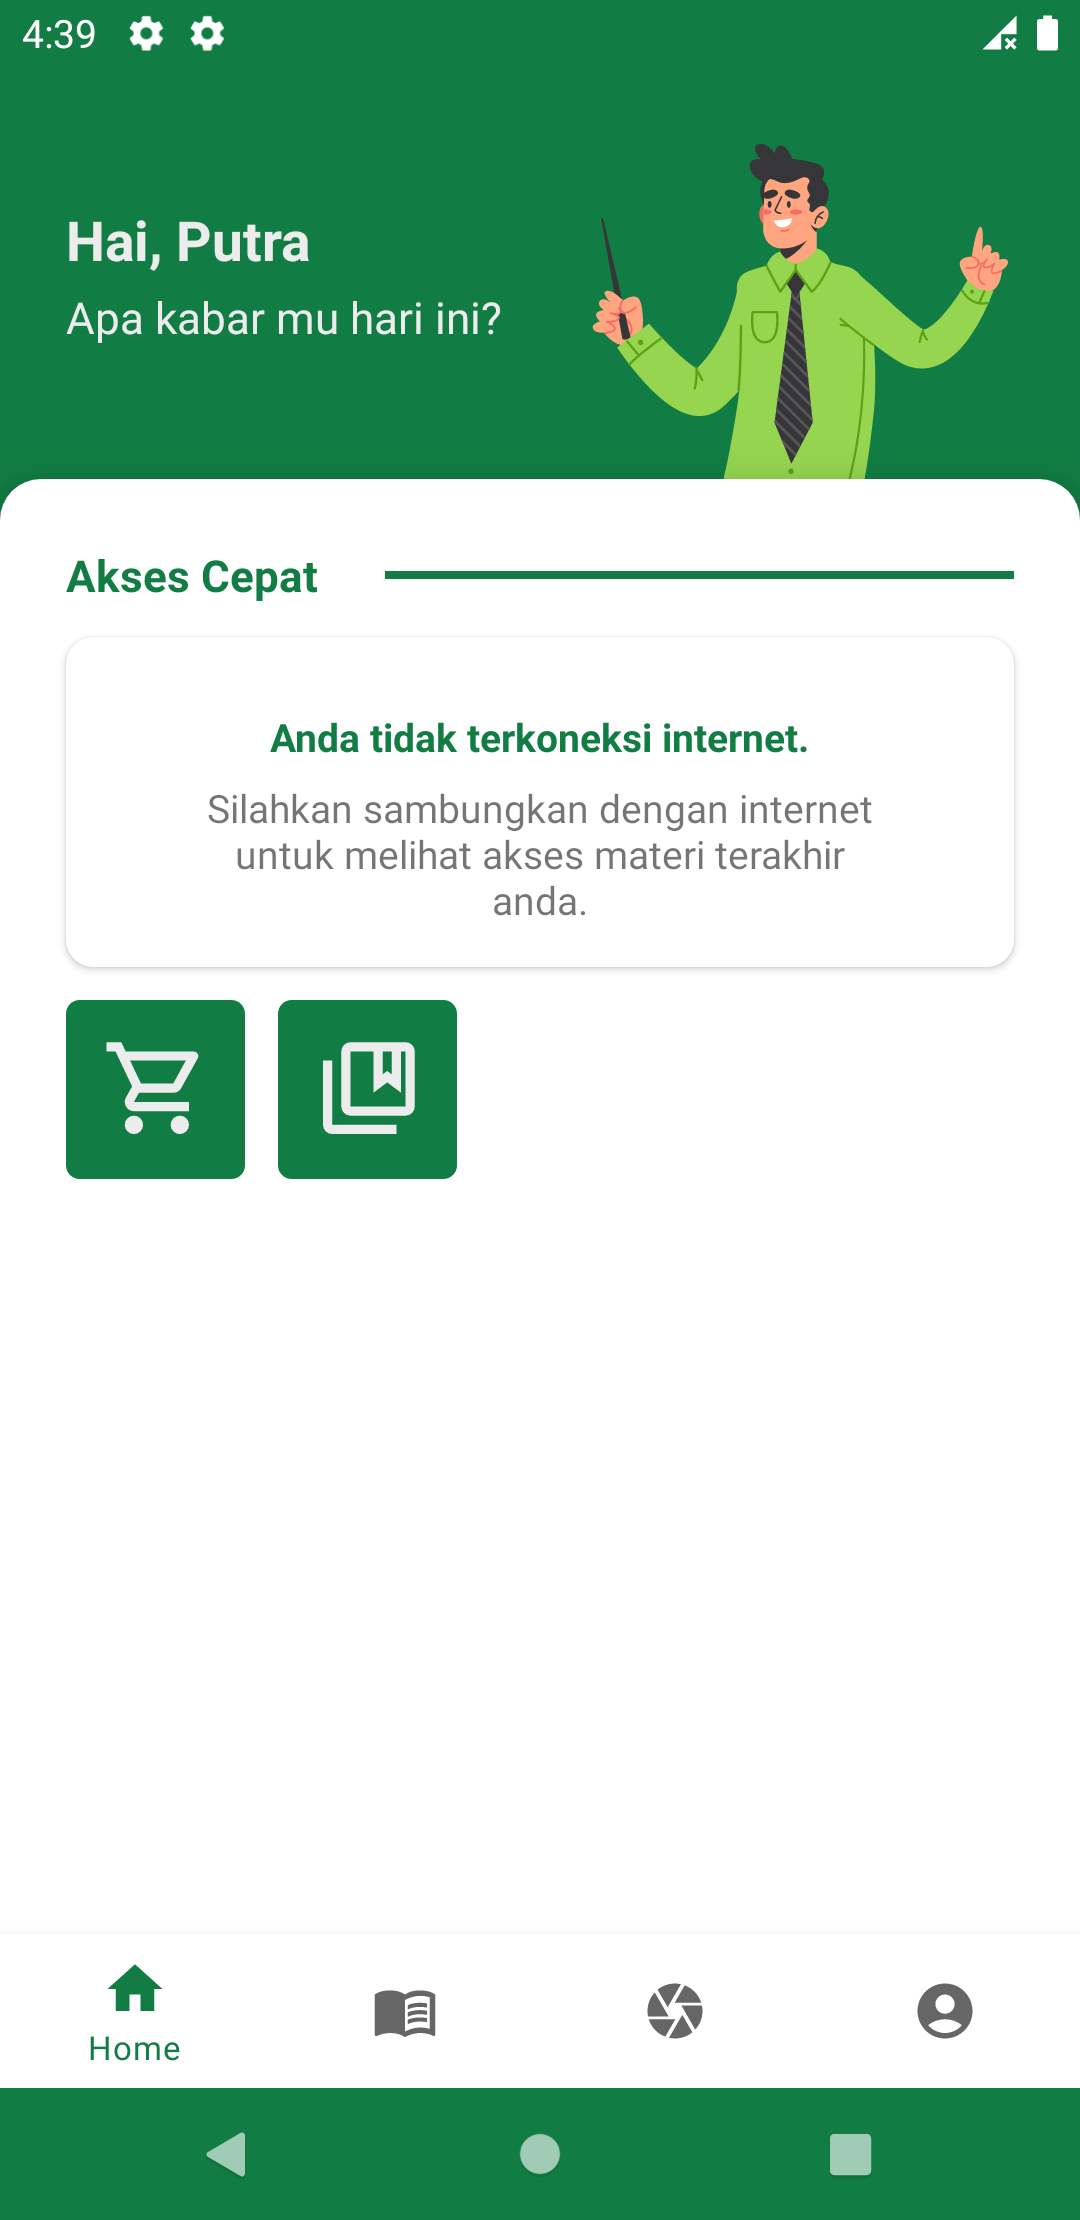 4:39
Hai, Putra
Apa kabar mu hari ini?
Akses Cepat
Anda tidak terkoneksi internet.
Silahkan sambungkan dengan internet
untuk melihat akses materi terakhir
anda.
Home